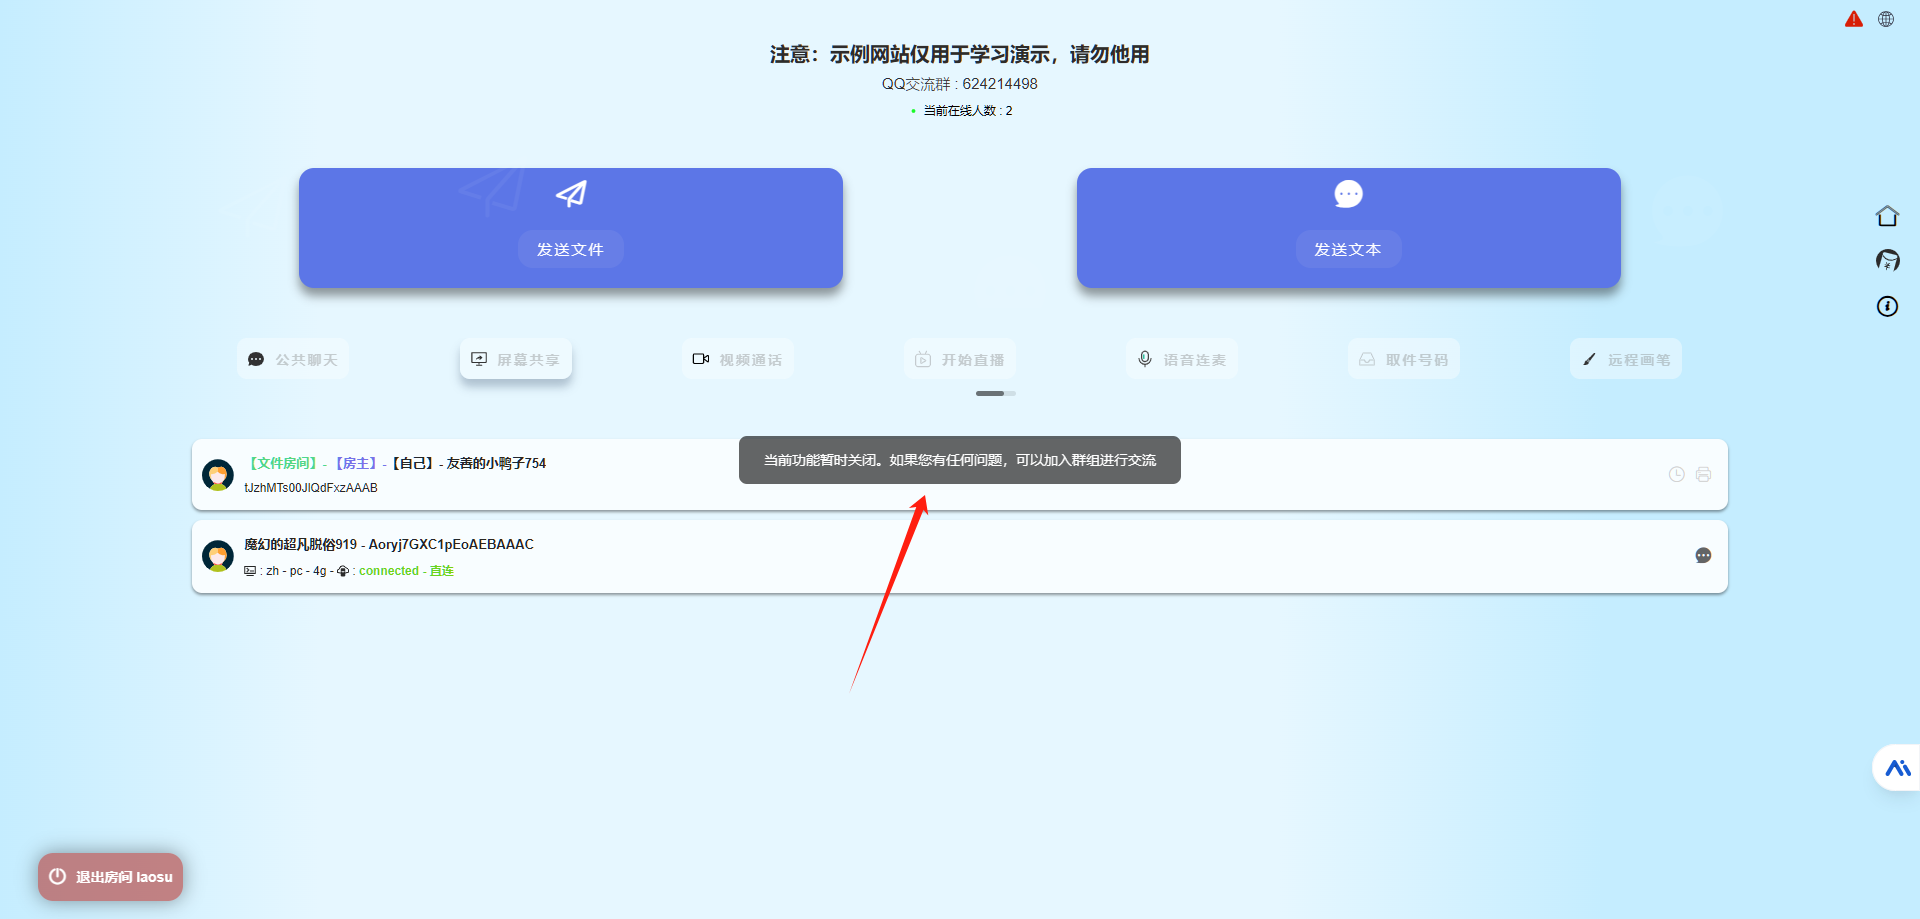 注意：示例网站仅用于学习演示，请勿他用
QQ交流群 : 624214498
当前在线人数 : 2
发送文件
发送文本
公共聊天
屏幕共享
视频通话
开始直播
语音连麦
取件号码
远程画笔
当前功能暂时关闭。如果您有任何问题，可以加入群组进行交流
【文件房间】 - 【房主】 -【自己】 - 友善的小鸭子754
tJzhMTs00JlQdFxzAAAB
魔幻的超凡脱俗919 - Aoryj7GXC1pEoAEBAAAC
: zh - pc - 4g - : connected - 直连
退出房间 laosu